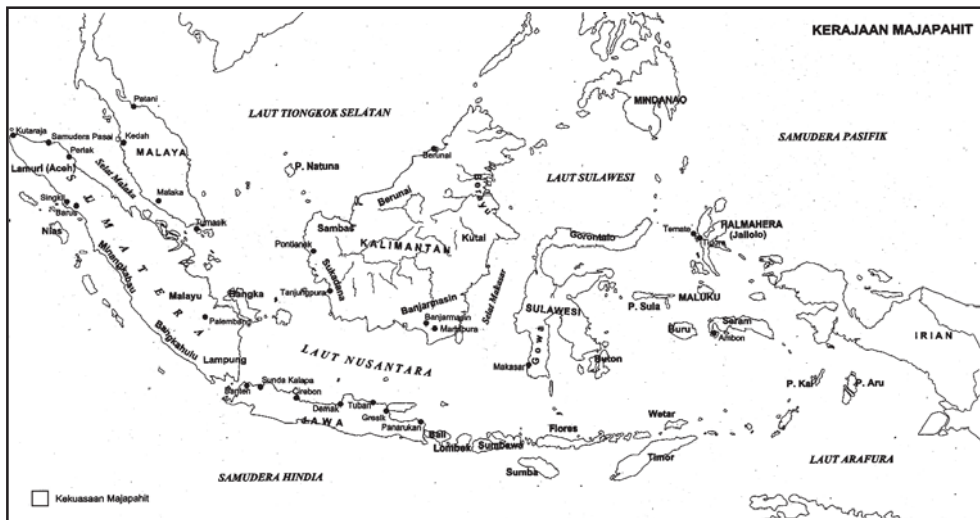 KERAJAAN MAJAPAHIT
LAUT TIONGKOK SELATAN
SAMUDERA PASIFIK
LAUT SULAWESI
MINDANAO
Patani
Kutaraja
Samudera Pasai
Kedah
Perlak
MALAYA
Lamuri (Aceh)
Selat Malaka
Malaka
Tumasik
Singkil
Barus
Nias
SUMATERA
Minangkabau
Malayu
Bangka
Palembang
Bangkahulu
Lampung
P. Natuna
Berunai
Berunai
Sambas
KALIMANTAN
Kutai
Pontianak
Sukadana
Tanjungpura
Banjarmasin
Banjarmasin
Martapura
Selat Makasar
Gorontalo
SULAWESI
Gowa
Makasar
Buton
Ternate
HALMAHERA
(Jailolo)
MALUKU
P. Sula
Buru
Seram
Ambon
IRIAN
P. Kai
P. Aru
LAUT NUSANTARA
Banten
Sunda Kalapa
Cirebon
Demak
Tuban
Gresik
Panarukan
JAWA
Bali
Lombok
Sumbawa
Flores
Wetar
Sumba
Timor
SAMUDERA HINDIA
LAUT ARAFURA
Kekuasaan Majapahit